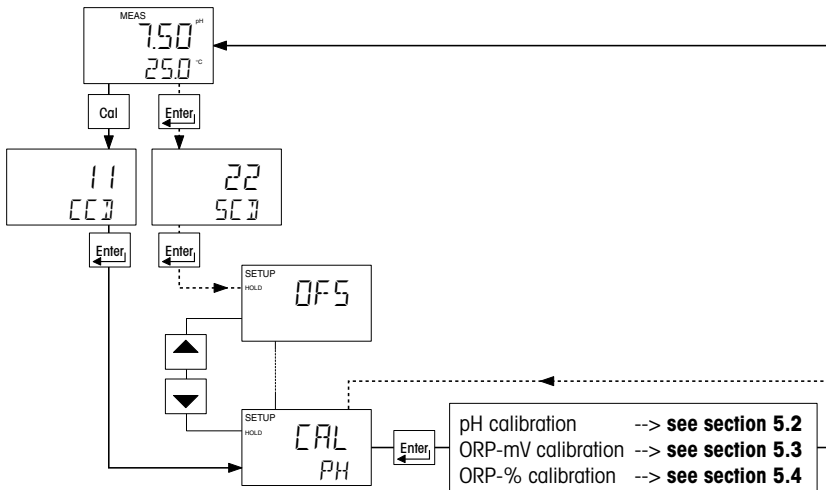 MEAS
7.50 pH
25.0 °C
Cal
Enter
11
CCD
22
SCD
Enter
Enter
SETUP
HOLD
OFS
SETUP
HOLD
CAL
PH
Enter
pH calibration --> see section 5.2
ORP-mV calibration --> see section 5.3
ORP-% calibration --> see section 5.4